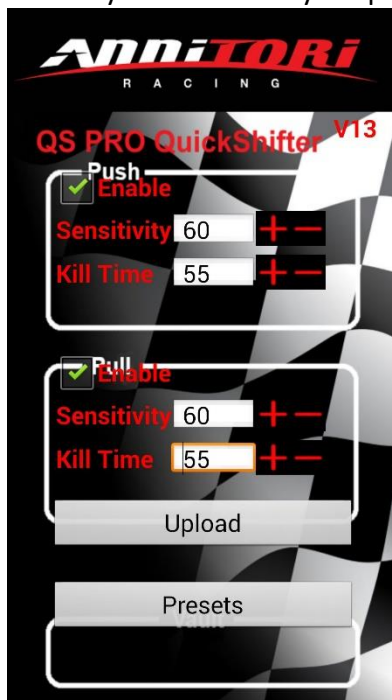 ANNITORI
RACING
QS PRO QuickShifter V13
Push
Enable
Sensitivity 60 + −
Kill Time 55 + −
Pull
Enable
Sensitivity 60 + −
Kill Time 55 + −
Upload
Presets